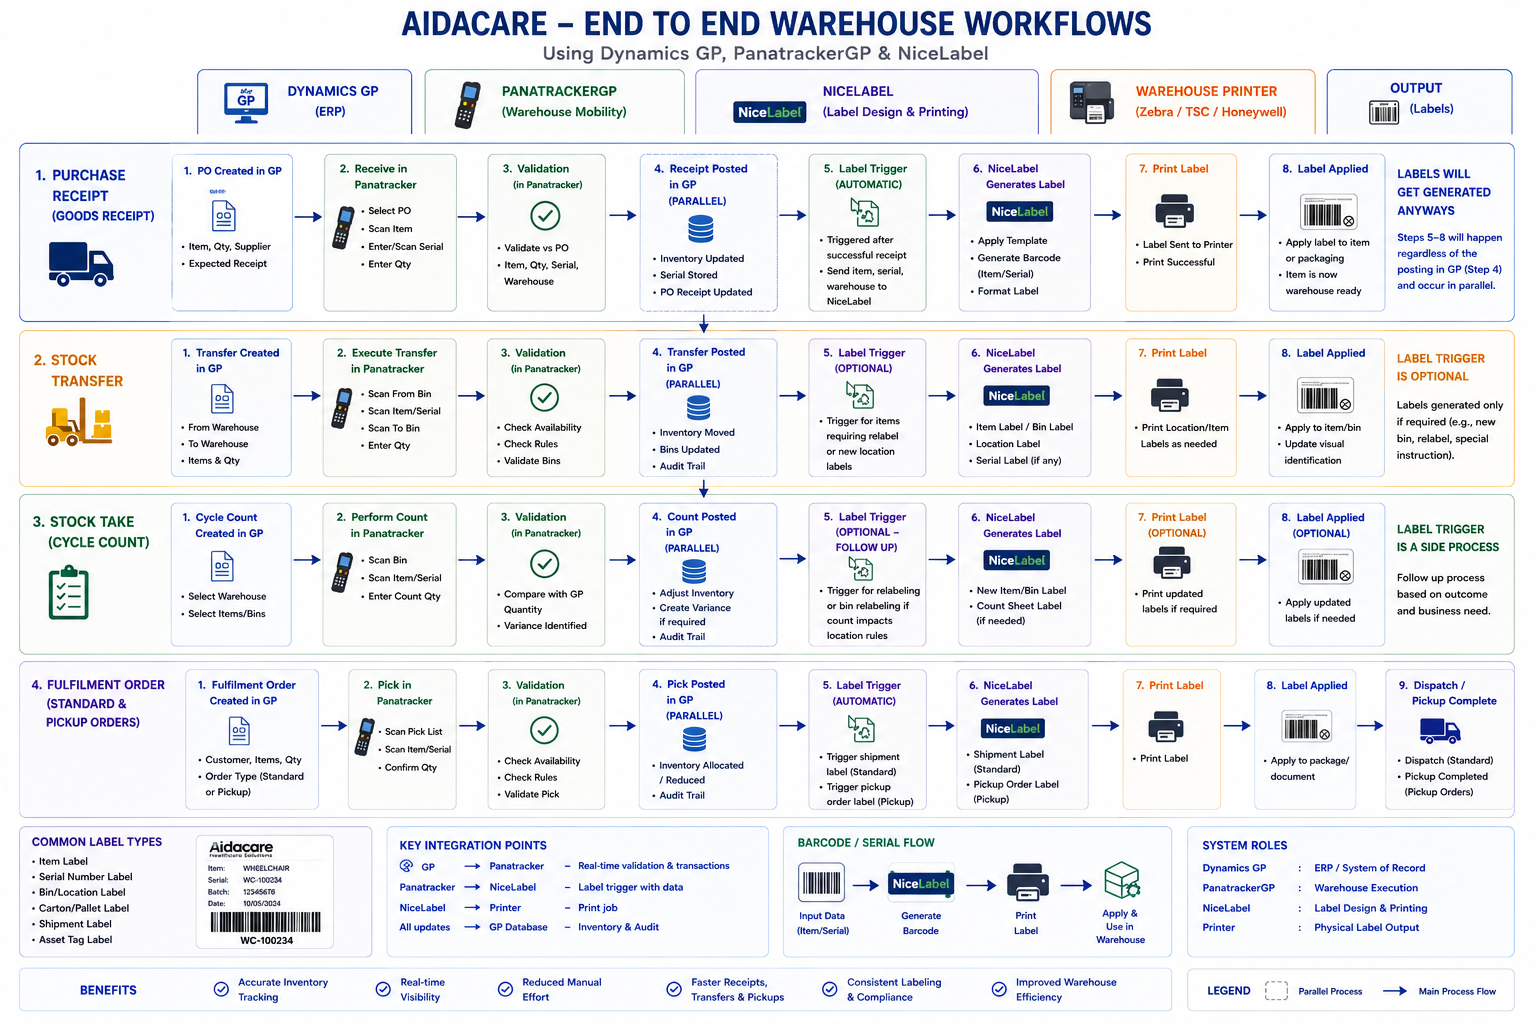 AIDACARE – END TO END WAREHOUSE WORKFLOWS
Using Dynamics GP, PanatrackerGP & NiceLabel
GP
DYNAMICS GP
(ERP)
PANATRACKERGP
(Warehouse Mobility)
NiceLabel
NICELABEL
(Label Design & Printing)
WAREHOUSE PRINTER
(Zebra / TSC / Honeywell)
OUTPUT
(Labels)
1. PURCHASE
RECEIPT
(GOODS RECEIPT)
1. PO Created in GP
• Item, Qty, Supplier
• Expected Receipt
2. Receive in
Panatracker
• Select PO
• Scan Item
• Enter/Scan Serial
• Enter Qty
3. Validation
(in Panatracker)
• Validate vs PO
• Item, Qty, Serial,
Warehouse
4. Receipt Posted
in GP
(PARALLEL)
• Inventory Updated
• Serial Stored
• PO Receipt Updated
5. Label Trigger
(AUTOMATIC)
• Triggered after
successful receipt
• Send item, serial,
warehouse to
NiceLabel
6. NiceLabel
Generates Label
NiceLabel
• Apply Template
• Generate Barcode
(Item/Serial)
• Format Label
7. Print Label
• Label Sent to Printer
• Print Successful
8. Label Applied
• Apply label to item
or packaging
• Item is now
warehouse ready
LABELS WILL
GET GENERATED
ANYWAYS
Steps 5–8 will happen
regardless of the
posting in GP (Step 4)
and occur in parallel.
2. STOCK
TRANSFER
1. Transfer Created
in GP
• From Warehouse
• To Warehouse
• Items & Qty
2. Execute Transfer
in Panatracker
• Scan From Bin
• Scan Item/Serial
• Scan To Bin
• Enter Qty
3. Validation
(in Panatracker)
• Check Availability
• Check Rules
• Validate Bins
4. Transfer Posted
in GP
(PARALLEL)
• Inventory Moved
• Bins Updated
• Audit Trail
5. Label Trigger
(OPTIONAL)
• Trigger for items
requiring relabel
or new location
labels
6. NiceLabel
Generates Label
NiceLabel
• Item Label / Bin Label
• Location Label
• Serial Label (if any)
7. Print Label
• Print Location/Item
Labels as needed
8. Label Applied
• Apply to item/bin
• Update visual
identification
LABEL TRIGGER
IS OPTIONAL
Labels generated only
if required (e.g., new
bin, relabel, special
instruction).
3. STOCK TAKE
(CYCLE COUNT)
1. Cycle Count
Created in GP
• Select Warehouse
• Select Items/Bins
2. Perform Count
in Panatracker
• Scan Bin
• Scan Item/Serial
• Enter Count Qty
3. Validation
(in Panatracker)
• Compare with GP
Quantity
• Variance Identified
4. Count Posted
in GP
(PARALLEL)
• Adjust Inventory
• Create Variance
if required
• Audit Trail
5. Label Trigger
(OPTIONAL –
FOLLOW UP)
• Trigger for relabeling
or bin relabeling if
count impacts
location rules
6. NiceLabel
Generates Label
NiceLabel
• New Item/Bin Label
• Count Sheet Label
(if needed)
7. Print Label
(OPTIONAL)
• Print updated
labels if required
8. Label Applied
(OPTIONAL)
• Apply updated
labels if needed
LABEL TRIGGER
IS A SIDE PROCESS
Follow up process
based on outcome
and business need.
4. FULFILMENT ORDER
(STANDARD &
PICKUP ORDERS)
1. Fulfilment Order
Created in GP
• Customer, Items, Qty
• Order Type (Standard
or Pickup)
2. Pick in
Panatracker
• Scan Pick List
• Scan Item/Serial
• Confirm Qty
3. Validation
(in Panatracker)
• Check Availability
• Check Rules
• Validate Pick
4. Pick Posted
in GP
(PARALLEL)
• Inventory Allocated
/ Reduced
• Audit Trail
5. Label Trigger
(AUTOMATIC)
• Trigger shipment
label (Standard)
• Trigger pickup
order label (Pickup)
6. NiceLabel
Generates Label
NiceLabel
• Shipment Label
(Standard)
• Pickup Order Label
(Pickup)
7. Print Label
• Print Label
8. Label Applied
• Apply to package/
document
9. Dispatch /
Pickup Complete
• Dispatch (Standard)
• Pickup Completed
(Pickup Orders)
COMMON LABEL TYPES
• Item Label
• Serial Number Label
• Bin/Location Label
• Carton/Pallet Label
• Shipment Label
• Asset Tag Label
Aidacare
Healthcare Solutions
Item: WHEELCHAIR
Serial: WC-100234
Batch: 12345678
Date: 10/05/2024
WC-100234
KEY INTEGRATION POINTS
GP → Panatracker – Real-time validation & transactions
Panatracker → NiceLabel – Label trigger with data
NiceLabel → Printer – Print job
All updates → GP Database – Inventory & Audit
BARCODE / SERIAL FLOW
NiceLabel
Input Data
(Item/Serial)
Generate
Barcode
Print
Label
Apply &
Use in
Warehouse
SYSTEM ROLES
Dynamics GP : ERP / System of Record
PanatrackerGP : Warehouse Execution
NiceLabel : Label Design & Printing
Printer : Physical Label Output
BENEFITS
Accurate Inventory
Tracking
Real-time
Visibility
Reduced Manual
Effort
Faster Receipts,
Transfers & Pickups
Consistent Labeling
& Compliance
Improved Warehouse
Efficiency
LEGEND
Parallel Process
Main Process Flow